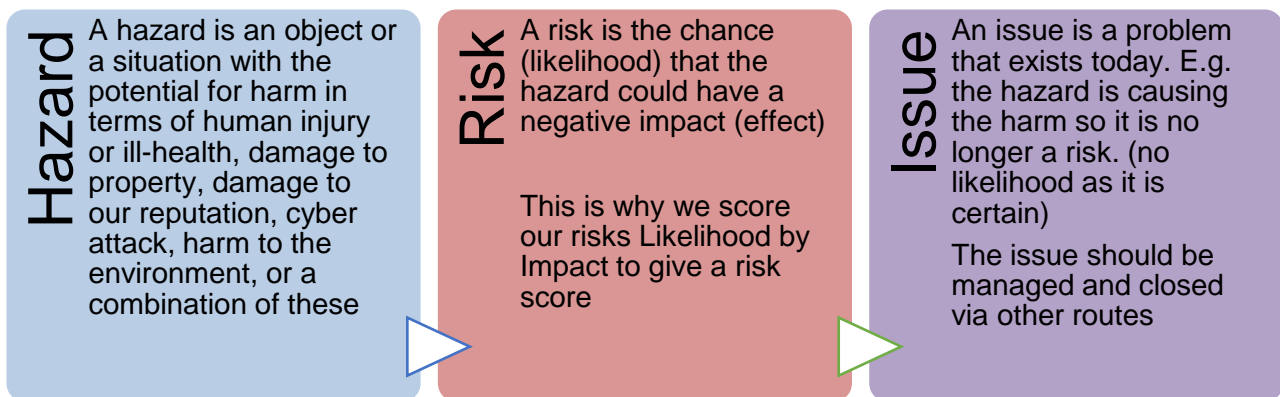 Hazard
A hazard is an object or
a situation with the
potential for harm in
terms of human injury
or ill-health, damage to
property, damage to
our reputation, cyber
attack, harm to the
environment, or a
combination of these
Risk
A risk is the chance
(likelihood) that the
hazard could have a
negative impact (effect)
This is why we score
our risks Likelihood by
Impact to give a risk
score
Issue
An issue is a problem
that exists today. E.g.
the hazard is causing
the harm so it is no
longer a risk. (no
likelihood as it is
certain)
The issue should be
managed and closed
via other routes